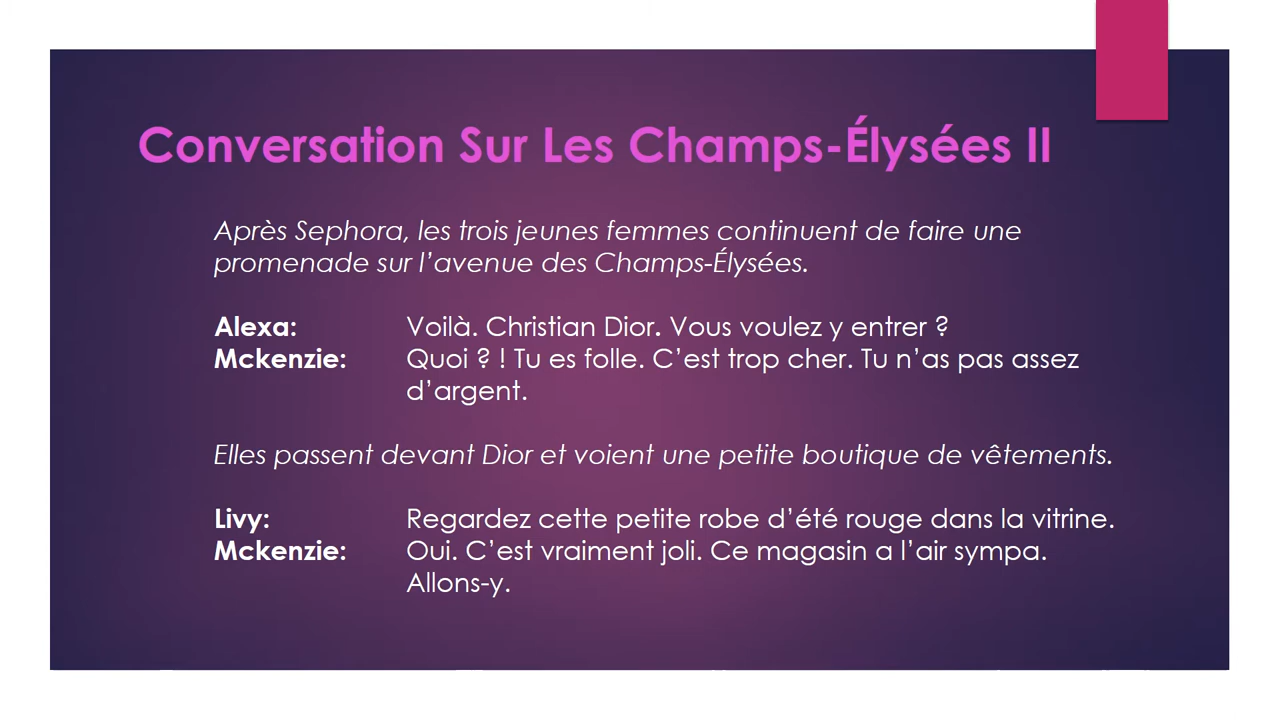 Conversation Sur Les Champs-Élysées II
Après Sephora, les trois jeunes femmes continuent de faire une
promenade sur l’avenue des Champs-Élysées.
Alexa: Voilà. Christian Dior. Vous voulez y entrer ?
Mckenzie: Quoi ? ! Tu es folle. C’est trop cher. Tu n’as pas assez
d’argent.
Elles passent devant Dior et voient une petite boutique de vêtements.
Livy: Regardez cette petite robe d’été rouge dans la vitrine.
Mckenzie: Oui. C’est vraiment joli. Ce magasin a l’air sympa.
Allons-y.